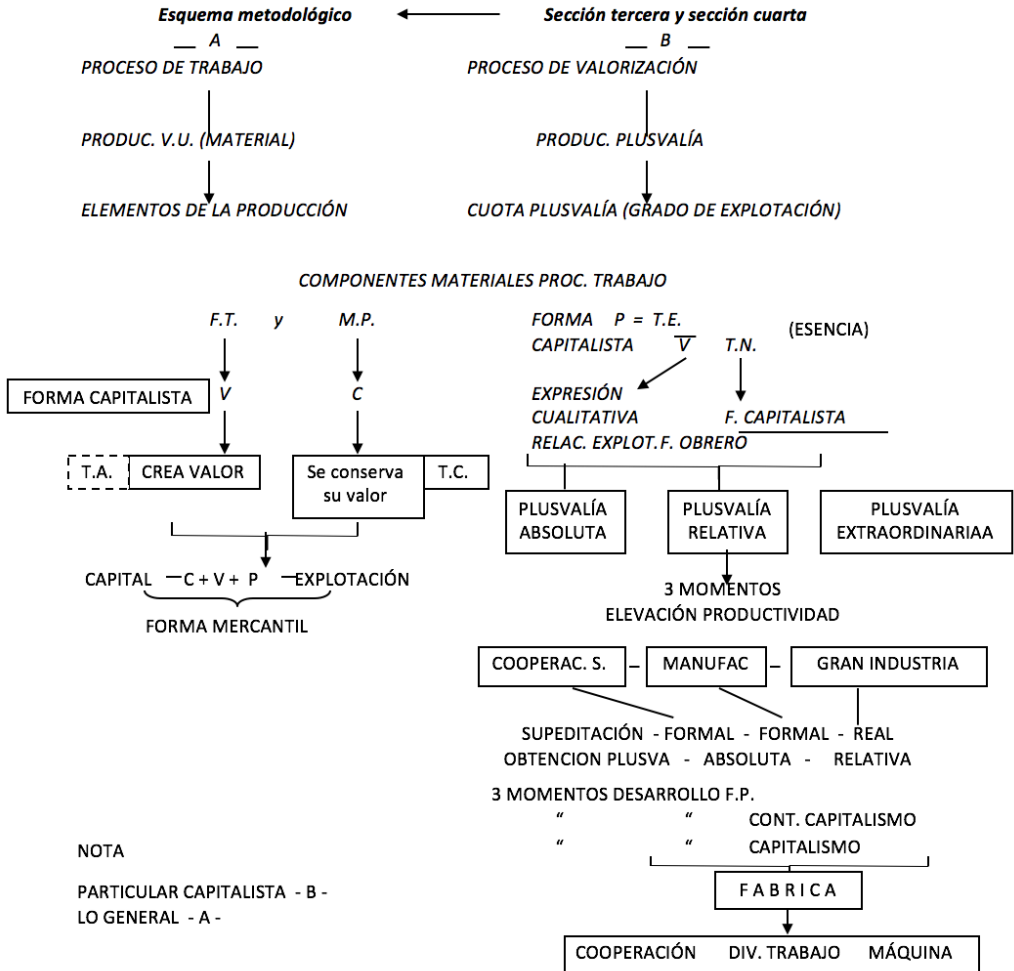 Esquema metodológico Sección tercera y sección cuarta
A B
PROCESO DE TRABAJO PROCESO DE VALORIZACIÓN
PRODUC. V.U. (MATERIAL) PRODUC. PLUSVALÍA
ELEMENTOS DE LA PRODUCCIÓN CUOTA PLUSVALÍA (GRADO DE EXPLOTACIÓN)
COMPONENTES MATERIALES PROC. TRABAJO
F.T. y M.P.
FORMA CAPITALISTA V C
T.A. CREA VALOR
Se conserva
su valor
T.C.
CAPITAL — C + V + P — EXPLOTACIÓN
FORMA MERCANTIL
FORMA P = T.E.
CAPITALISTA V T.N.
(ESENCIA)
EXPRESIÓN
CUALITATIVA F. CAPITALISTA
RELAC. EXPLOT.F. OBRERO
PLUSVALÍA
ABSOLUTA
PLUSVALÍA
RELATIVA
PLUSVALÍA
EXTRAORDINARIAA
3 MOMENTOS
ELEVACIÓN PRODUCTIVIDAD
COOPERAC. S. – MANUFAC – GRAN INDUSTRIA
SUPEDITACIÓN - FORMAL - FORMAL - REAL
OBTENCION PLUSVA - ABSOLUTA - RELATIVA
3 MOMENTOS DESARROLLO F.P.
“ “ CONT. CAPITALISMO
“ “ CAPITALISMO
F A B R I C A
COOPERACIÓN DIV. TRABAJO MÁQUINA
NOTA
PARTICULAR CAPITALISTA - B -
LO GENERAL - A -